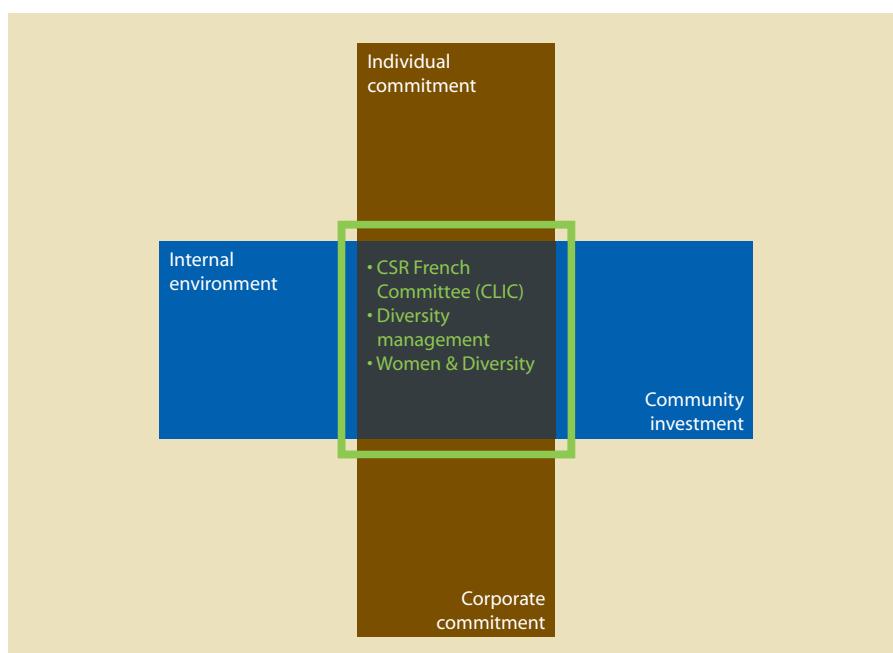 Individual
commitment
Internal
environment
• CSR French
Committee (CLIC)
• Diversity
management
• Women & Diversity
Community
investment
Corporate
commitment